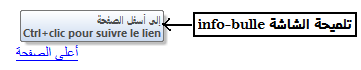 إلى أسفل الصفحة
Ctrl+clic pour suivre le lien
تلميحة الشاشة info-bulle
أعلى الصفحة